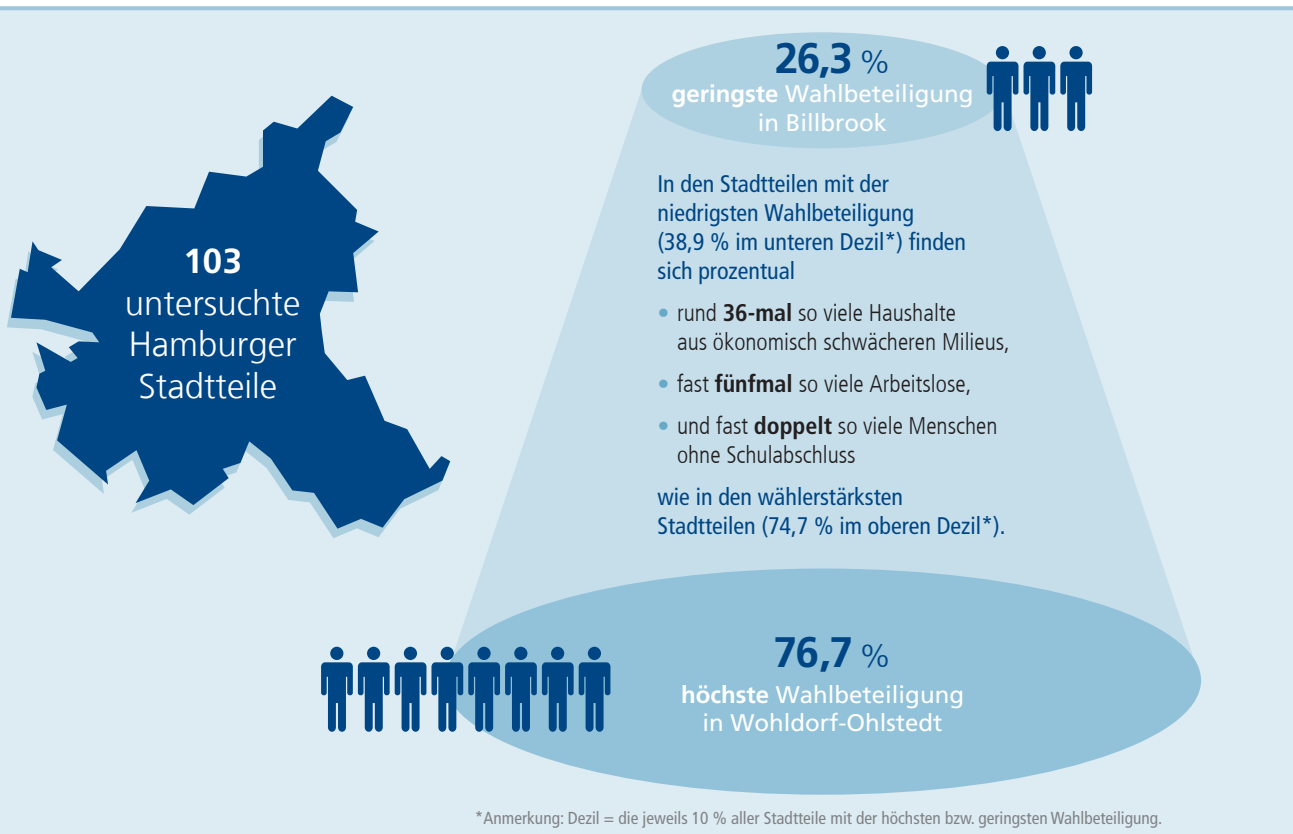 26,3 %
geringste Wahlbeteiligung
in Billbrook
103
untersuchte
Hamburger
Stadtteile
In den Stadtteilen mit der
niedrigsten Wahlbeteiligung
(38,9 % im unteren Dezil*) finden
sich prozentual
• rund 36-mal so viele Haushalte
aus ökonomisch schwächeren Milieus,
• fast fünfmal so viele Arbeitslose,
• und fast doppelt so viele Menschen
ohne Schulabschluss
wie in den wählerstärksten
Stadtteilen (74,7 % im oberen Dezil*).
76,7 %
höchste Wahlbeteiligung
in Wohldorf-Ohlstedt
*Anmerkung: Dezil = die jeweils 10 % aller Stadtteile mit der höchsten bzw. geringsten Wahlbeteiligung.